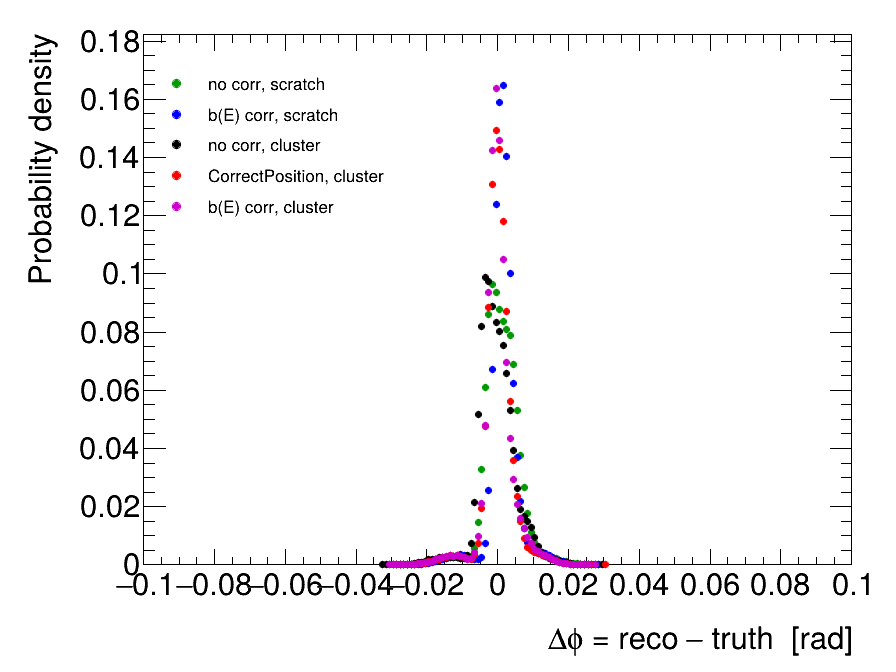 0.18
0.16
0.14
0.12
0.1
0.08
0.06
0.04
0.02
0
Probability density
no corr, scratch
b(E) corr, scratch
no corr, cluster
CorrectPosition, cluster
b(E) corr, cluster
−0.1 −0.08 −0.06 −0.04 −0.02 0 0.02 0.04 0.06 0.08 0.1
Δϕ = reco − truth [rad]